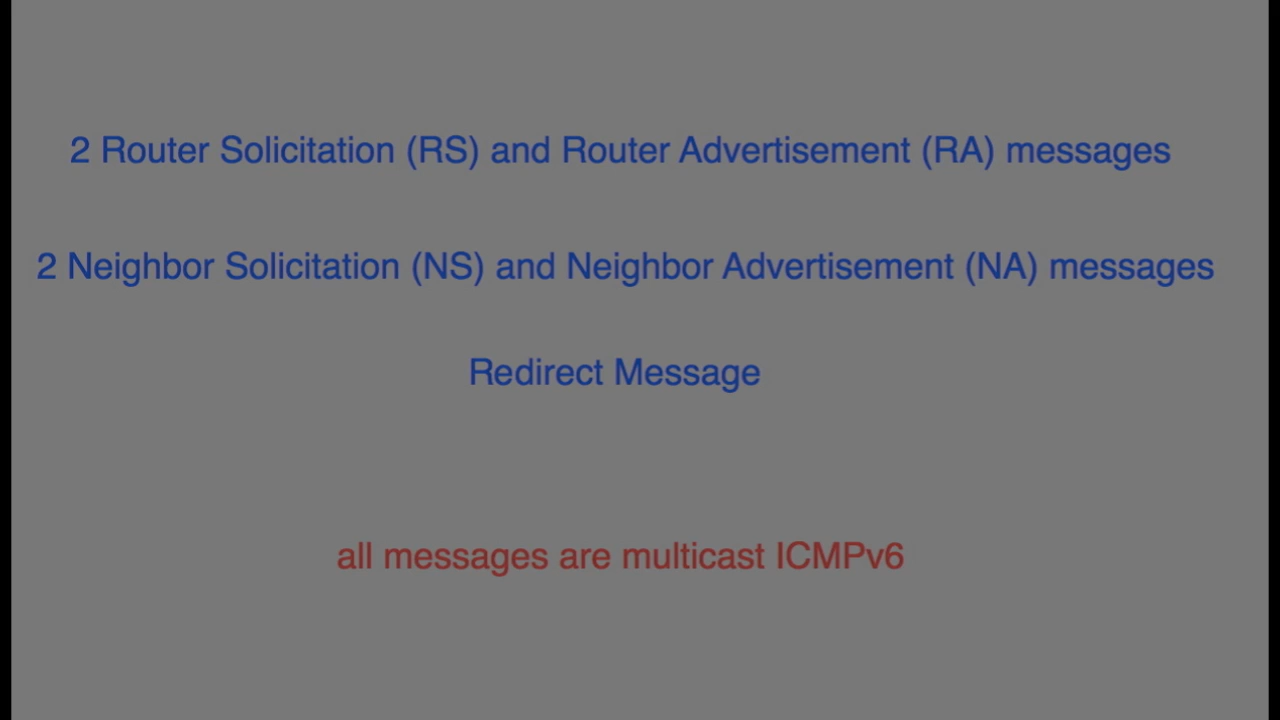 2 Router Solicitation (RS) and Router Advertisement (RA) messages
2 Neighbor Solicitation (NS) and Neighbor Advertisement (NA) messages
Redirect Message
all messages are multicast ICMPv6